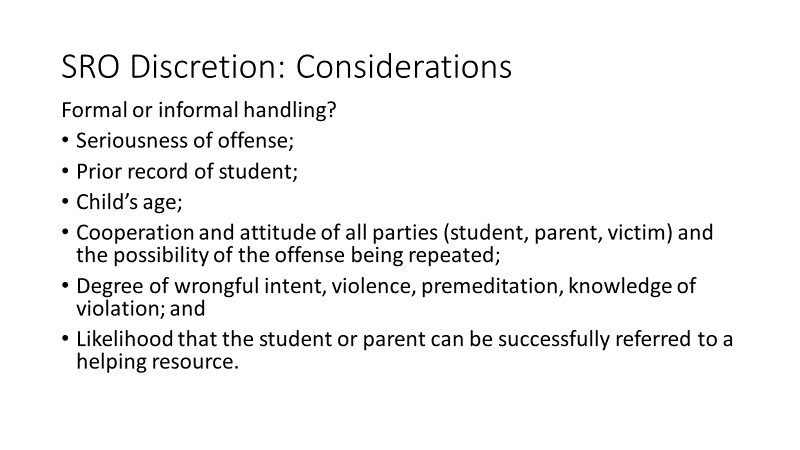 SRO Discretion: Considerations
Formal or informal handling?
• Seriousness of offense;
• Prior record of student;
• Child’s age;
• Cooperation and attitude of all parties (student, parent, victim) and
the possibility of the offense being repeated;
• Degree of wrongful intent, violence, premeditation, knowledge of
violation; and
• Likelihood that the student or parent can be successfully referred to a
helping resource.